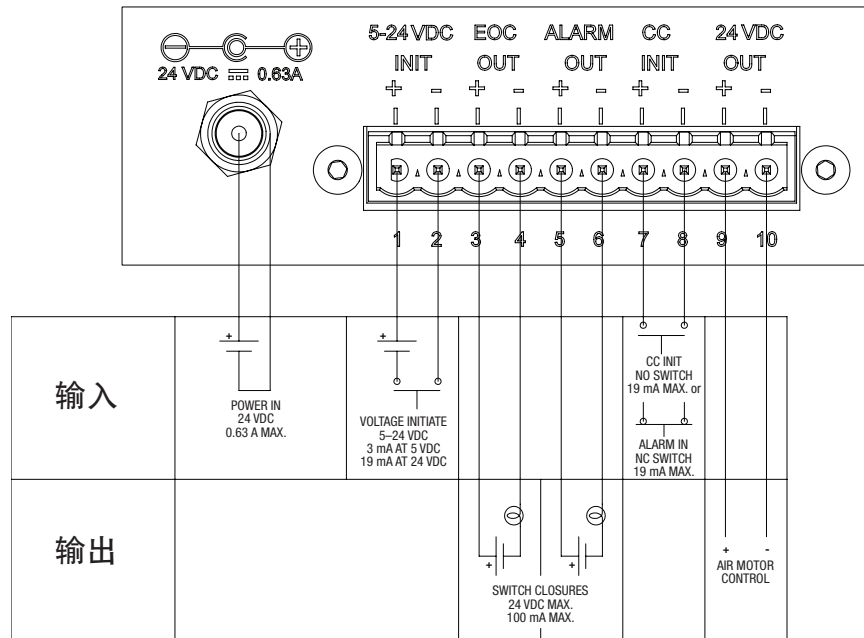 5-24 VDC EOC ALARM CC 24 VDC
INIT OUT OUT INIT OUT
24 VDC 0.63A
+ - + - + - + - + -
1 2 3 4 5 6 7 8 9 10
输入
+
POWER IN
24 VDC
0.63 A MAX.
+
VOLTAGE INITIATE
5–24 VDC
3 mA AT 5 VDC
19 mA AT 24 VDC
CC INIT
NO SWITCH
19 mA MAX. or
ALARM IN
NC SWITCH
19 mA MAX.
输出
+ +
SWITCH CLOSURES
24 VDC MAX.
100 mA MAX.
+ -
AIR MOTOR
CONTROL